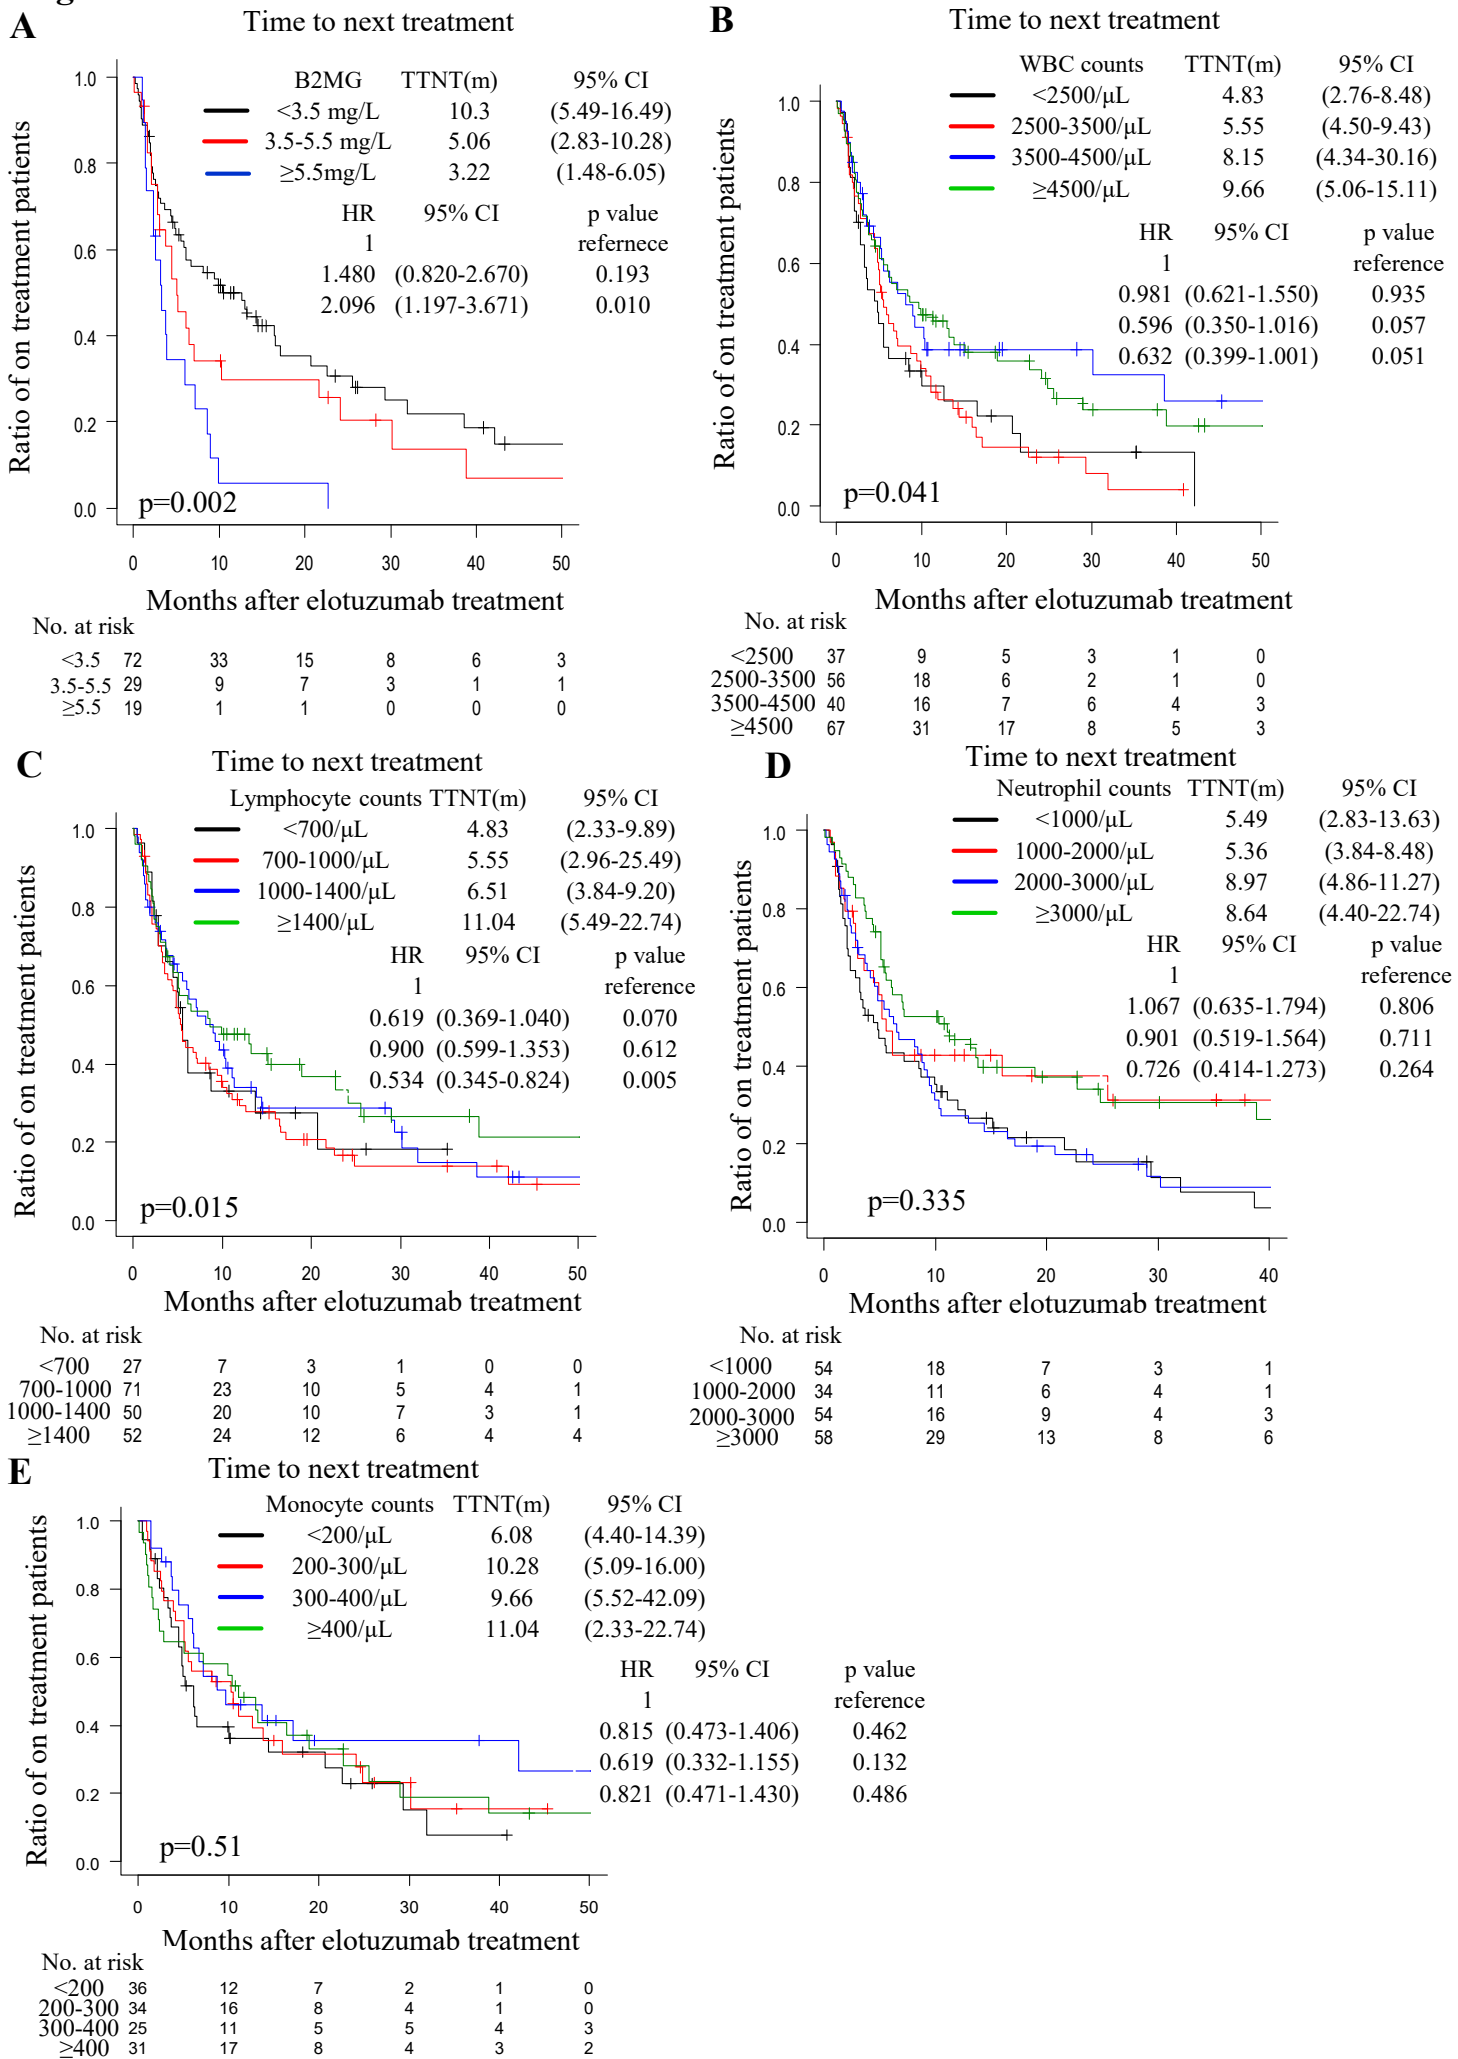 A
Time to next treatment
B2MG TTNT(m) 95% CI
<3.5 mg/L 10.3 (5.49-16.49)
3.5-5.5 mg/L 5.06 (2.83-10.28)
≥5.5mg/L 3.22 (1.48-6.05)
HR 95% CI p value
1 refernece
1.480 (0.820-2.670) 0.193
2.096 (1.197-3.671) 0.010
Ratio of on treatment patients
1.0
0.8
0.6
0.4
0.2
0.0
p=0.002
0 10 20 30 40 50
Months after elotuzumab treatment
No. at risk
<3.5 72 33 15 8 6 3
3.5-5.5 29 9 7 3 1 1
≥5.5 19 1 1 0 0 0
B
Time to next treatment
WBC counts TTNT(m) 95% CI
<2500/μL 4.83 (2.76-8.48)
2500-3500/μL 5.55 (4.50-9.43)
3500-4500/μL 8.15 (4.34-30.16)
≥4500/μL 9.66 (5.06-15.11)
HR 95% CI p value
1 reference
0.981 (0.621-1.550) 0.935
0.596 (0.350-1.016) 0.057
0.632 (0.399-1.001) 0.051
Ratio of on treatment patients
1.0
0.8
0.6
0.4
0.2
0.0
p=0.041
0 10 20 30 40 50
Months after elotuzumab treatment
No. at risk
<2500 37 9 5 3 1 0
2500-3500 56 18 6 2 1 0
3500-4500 40 16 7 6 4 3
≥4500 67 31 17 8 5 3
C
Time to next treatment
Lymphocyte counts TTNT(m) 95% CI
<700/μL 4.83 (2.33-9.89)
700-1000/μL 5.55 (2.96-25.49)
1000-1400/μL 6.51 (3.84-9.20)
≥1400/μL 11.04 (5.49-22.74)
HR 95% CI p value
1 reference
0.619 (0.369-1.040) 0.070
0.900 (0.599-1.353) 0.612
0.534 (0.345-0.824) 0.005
Ratio of on treatment patients
1.0
0.8
0.6
0.4
0.2
0.0
p=0.015
0 10 20 30 40 50
Months after elotuzumab treatment
No. at risk
<700 27 7 3 1 0 0
700-1000 71 23 10 5 4 1
1000-1400 50 20 10 7 3 1
≥1400 52 24 12 6 4 4
D
Time to next treatment
Neutrophil counts TTNT(m) 95% CI
<1000/μL 5.49 (2.83-13.63)
1000-2000/μL 5.36 (3.84-8.48)
2000-3000/μL 8.97 (4.86-11.27)
≥3000/μL 8.64 (4.40-22.74)
HR 95% CI p value
1 reference
1.067 (0.635-1.794) 0.806
0.901 (0.519-1.564) 0.711
0.726 (0.414-1.273) 0.264
Ratio of on treatment patients
1.0
0.8
0.6
0.4
0.2
0.0
p=0.335
0 10 20 30 40
Months after elotuzumab treatment
No. at risk
<1000 54 18 7 3 1
1000-2000 34 11 6 4 1
2000-3000 54 16 9 4 3
≥3000 58 29 13 8 6
E
Time to next treatment
Monocyte counts TTNT(m) 95% CI
<200/μL 6.08 (4.40-14.39)
200-300/μL 10.28 (5.09-16.00)
300-400/μL 9.66 (5.52-42.09)
≥400/μL 11.04 (2.33-22.74)
HR 95% CI p value
1 reference
0.815 (0.473-1.406) 0.462
0.619 (0.332-1.155) 0.132
0.821 (0.471-1.430) 0.486
Ratio of on treatment patients
1.0
0.8
0.6
0.4
0.2
0.0
p=0.51
0 10 20 30 40 50
Months after elotuzumab treatment
No. at risk
<200 36 12 7 2 1 0
200-300 34 16 8 4 1 0
300-400 25 11 5 5 4 3
≥400 31 17 8 4 3 2